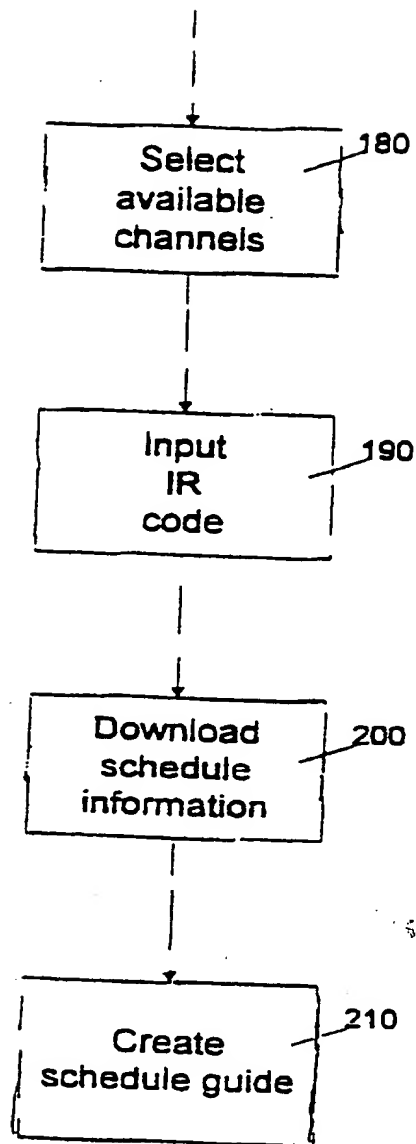 180
Select
available
channels
190
Input
IR
code
200
Download
schedule
information
210
Create
schedule guide